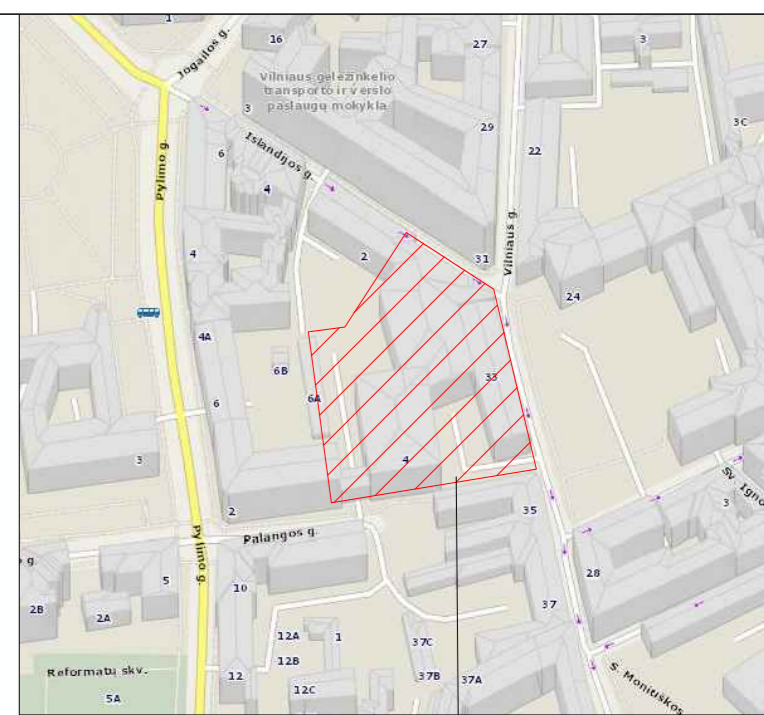 1
16
27
3
Jogailos g.
Vilniaus geležinkelio
transporto ir verslo
paslaugų mokykla
3
3C
29
6
Islandijos g.
22
Pylimo g.
4
4
2
31
Vilniaus g.
24
4A
6B
33
6A
6
4
3
2
35
Šv. Igno
3
Pylimo g.
Palangos g.
o g.
28
5
10
2B
2A
37
12A
1
37C
12B
Reformatų skv.
12
37B
37A
5A
12C
S. Moniuškos